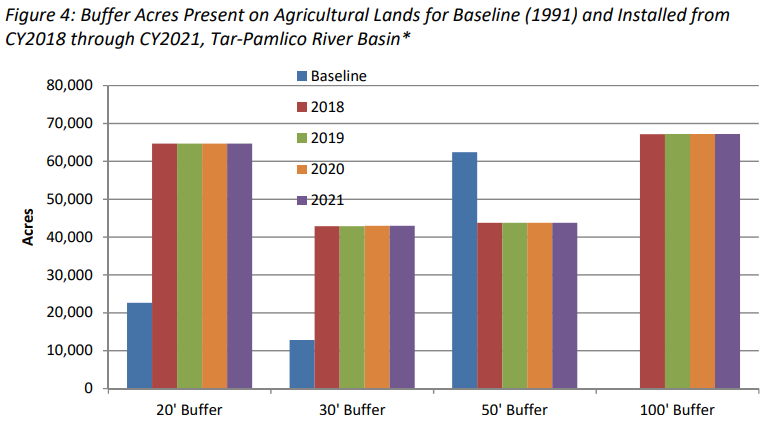 Figure 4: Buffer Acres Present on Agricultural Lands for Baseline (1991) and Installed from
CY2018 through CY2021, Tar-Pamlico River Basin*
Baseline
2018
2019
2020
2021
80,000
70,000
60,000
50,000
40,000
30,000
20,000
10,000
0
Acres
20' Buffer
30' Buffer
50' Buffer
100' Buffer